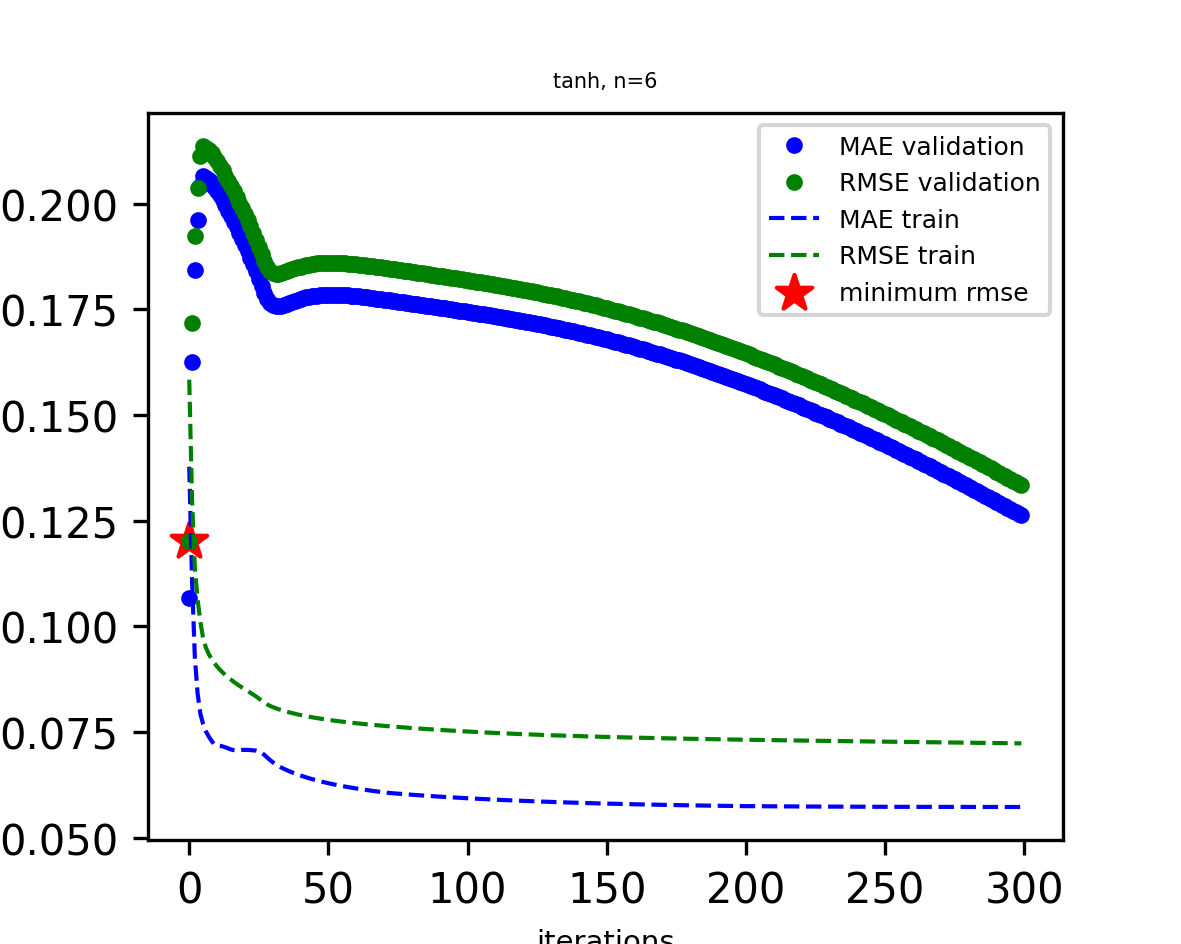 tanh, n=6
MAE validation
RMSE validation
MAE train
RMSE train
minimum rmse
0.200
0.175
0.150
0.125
0.100
0.075
0.050
0 50 100 150 200 250 300
iterations